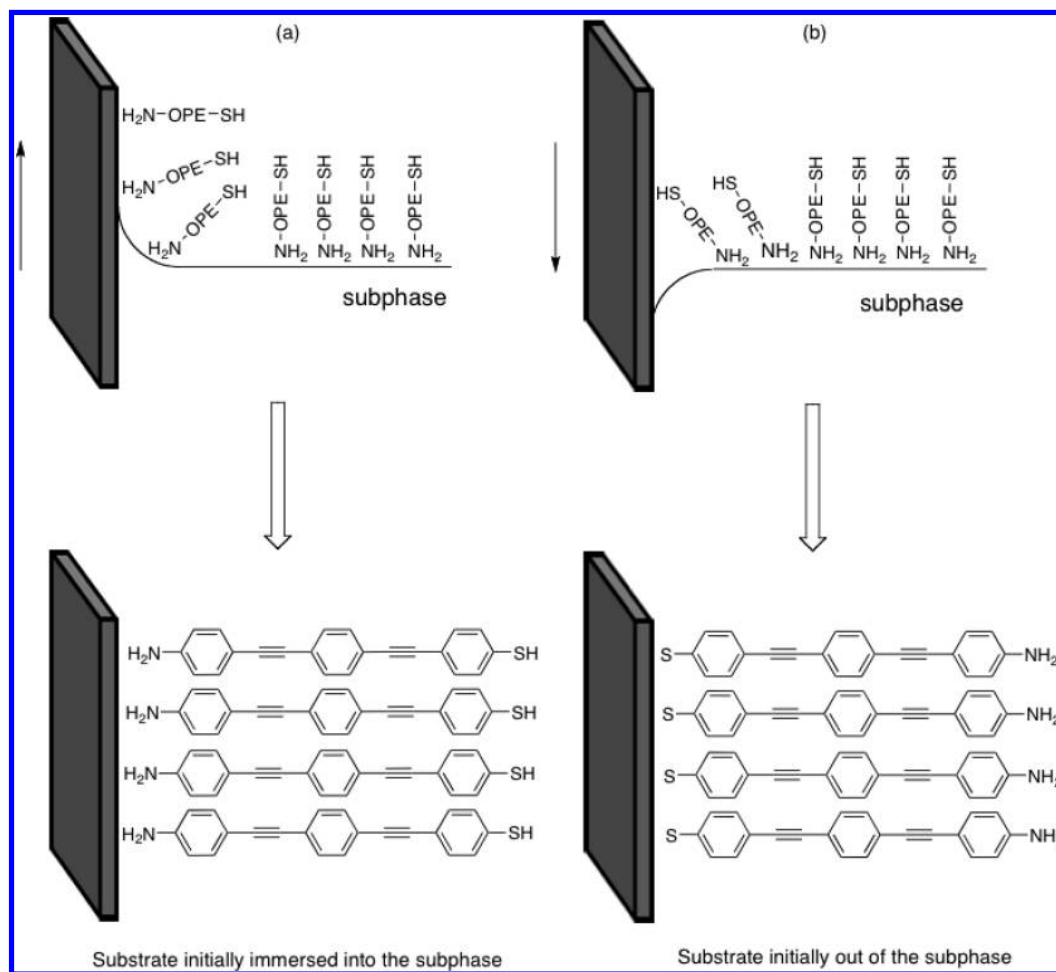 (a)
H₂N-OPE-SH
H₂N-OPE-SH
H₂N-OPE-SH
NH₂-OPE-SH
NH₂-OPE-SH
NH₂-OPE-SH
NH₂-OPE-SH
subphase
(b)
HS-OPE-NH₂
HS-OPE-NH₂
NH₂-OPE-SH
NH₂-OPE-SH
NH₂-OPE-SH
NH₂-OPE-SH
subphase
H₂N SH
H₂N SH
H₂N SH
H₂N SH
Substrate initially immersed into the subphase
S NH₂
S NH₂
S NH₂
S NH₂
Substrate initially out of the subphase